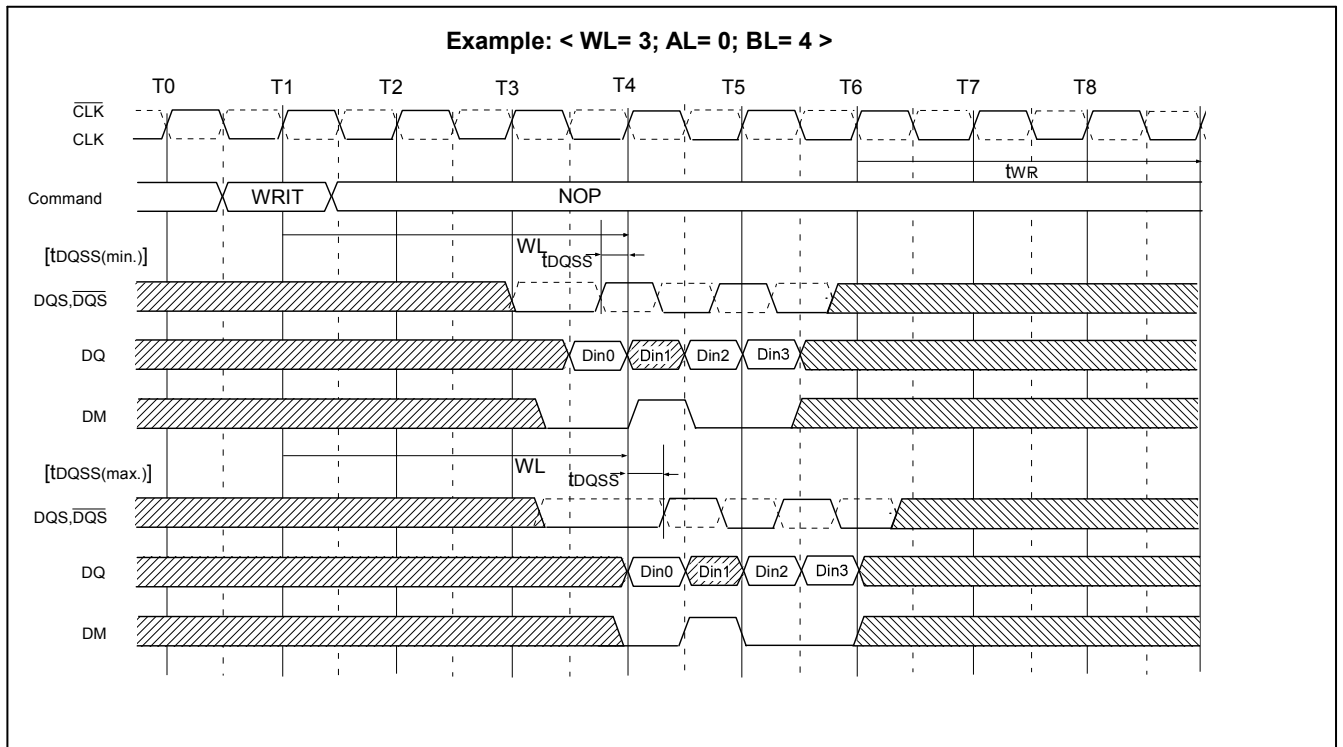 Example: < WL= 3; AL= 0; BL= 4 >
T0 T1 T2 T3 T4 T5 T6 T7 T8
CLK
CLK
tWR
Command WRIT NOP
WL
[tDQSS(min.)] tDQSS
DQS,DQS
DQ Din0 Din1 Din2 Din3
DM
WL
[tDQSS(max.)] tDQSS
DQS,DQS
DQ Din0 Din1 Din2 Din3
DM